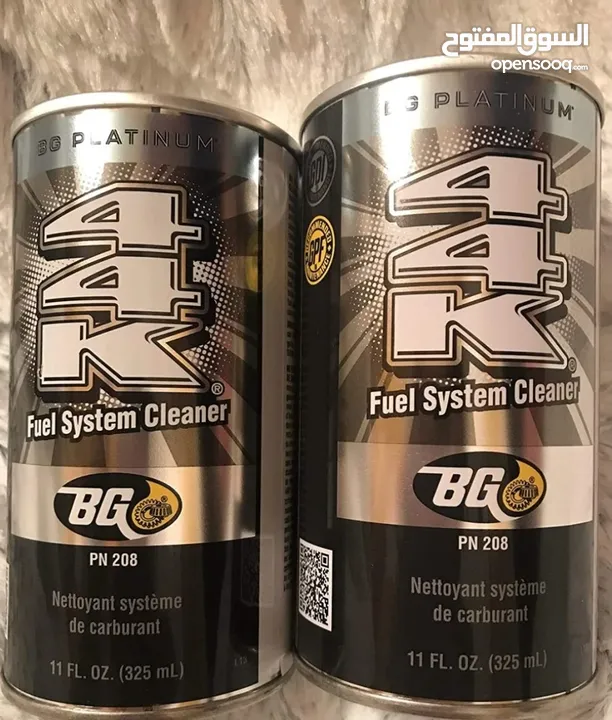 السوق المفتوح
opensooq.com
BG PLATINUM
44K®
Fuel System Cleaner
BG
PN 208
Nettoyant système
de carburant
11 FL. OZ. (325 mL)
BG PLATINUM
44K®
Fuel System Cleaner
BG
PN 208
Nettoyant système
de carburant
11 FL. OZ. (325 mL)